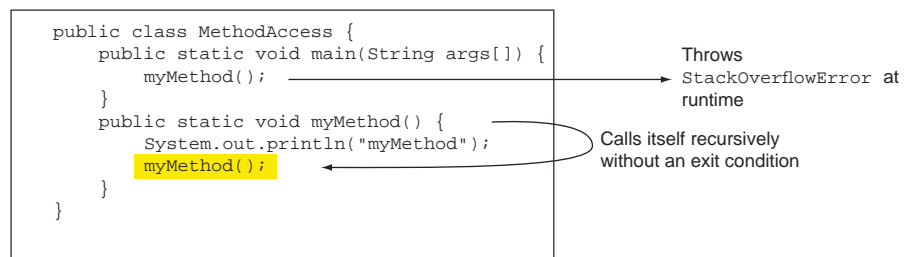 public class MethodAccess {
public static void main(String args[]) {
myMethod();
}
public static void myMethod() {
System.out.println("myMethod");
myMethod();
}
}
Throws
StackOverflowError at
runtime
Calls itself recursively
without an exit condition